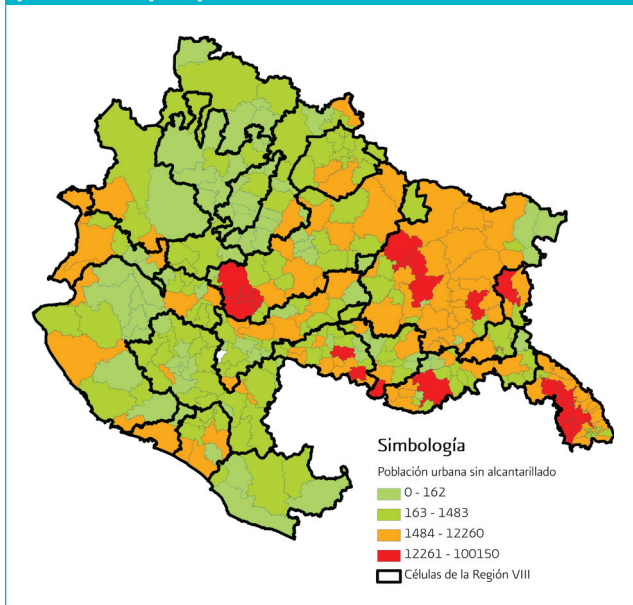 Simbología
Población urbana sin alcantarillado
0 - 162
163 - 1483
1484 - 12260
12261 - 100150
Células de la Región VIII